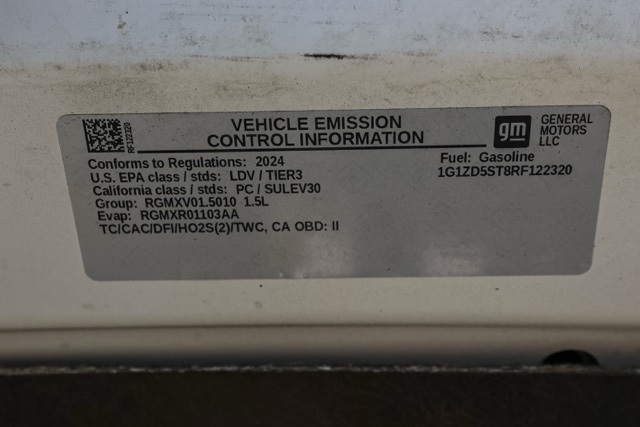 RF122320
VEHICLE EMISSION
CONTROL INFORMATION
gm
GENERAL
MOTORS
LLC
Conforms to Regulations: 2024
U.S. EPA class / stds: LDV / TIER3
California class / stds: PC / SULEV30
Group: RGMXV01.5010 1.5L
Evap: RGMXR01103AA
TC/CAC/DFI/HO2S(2)/TWC, CA OBD: II
Fuel: Gasoline
1G1ZD5ST8RF122320